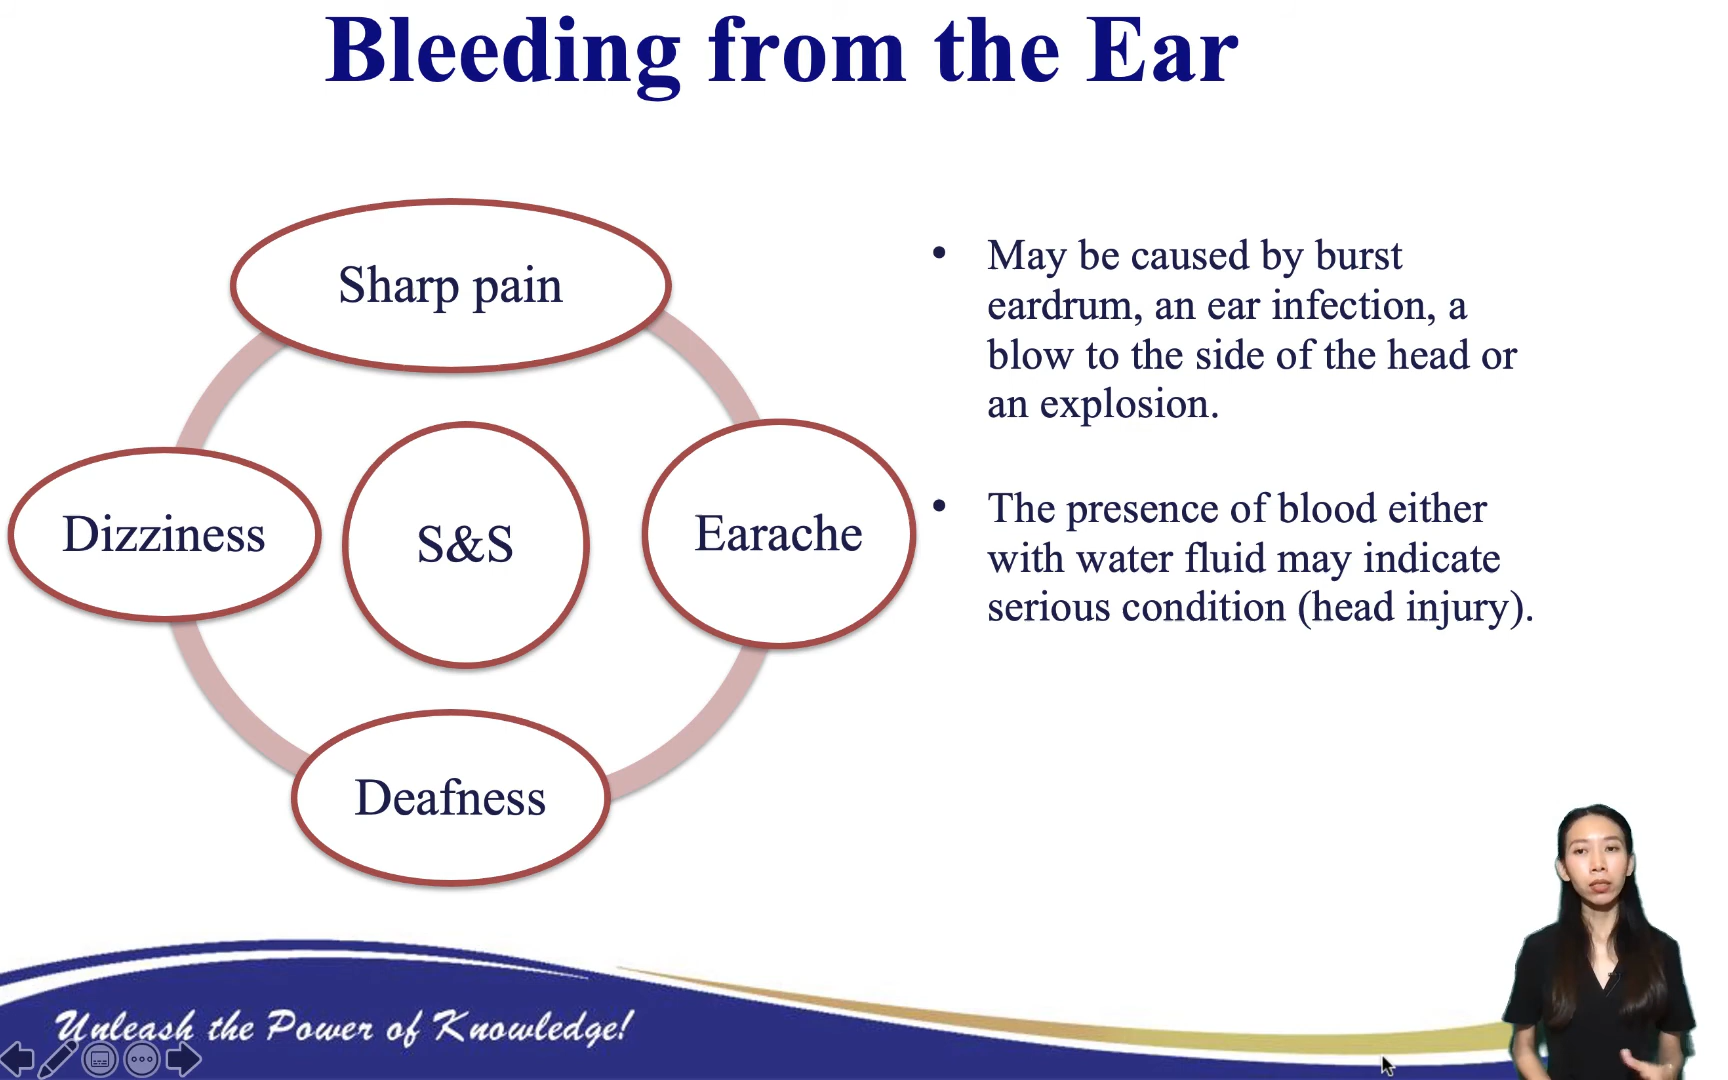 Bleeding from the Ear
Sharp pain
Dizziness
S&S
Earache
Deafness
• May be caused by burst
eardrum, an ear infection, a
blow to the side of the head or
an explosion.
• The presence of blood either
with water fluid may indicate
serious condition (head injury).
Unleash the Power of Knowledge!